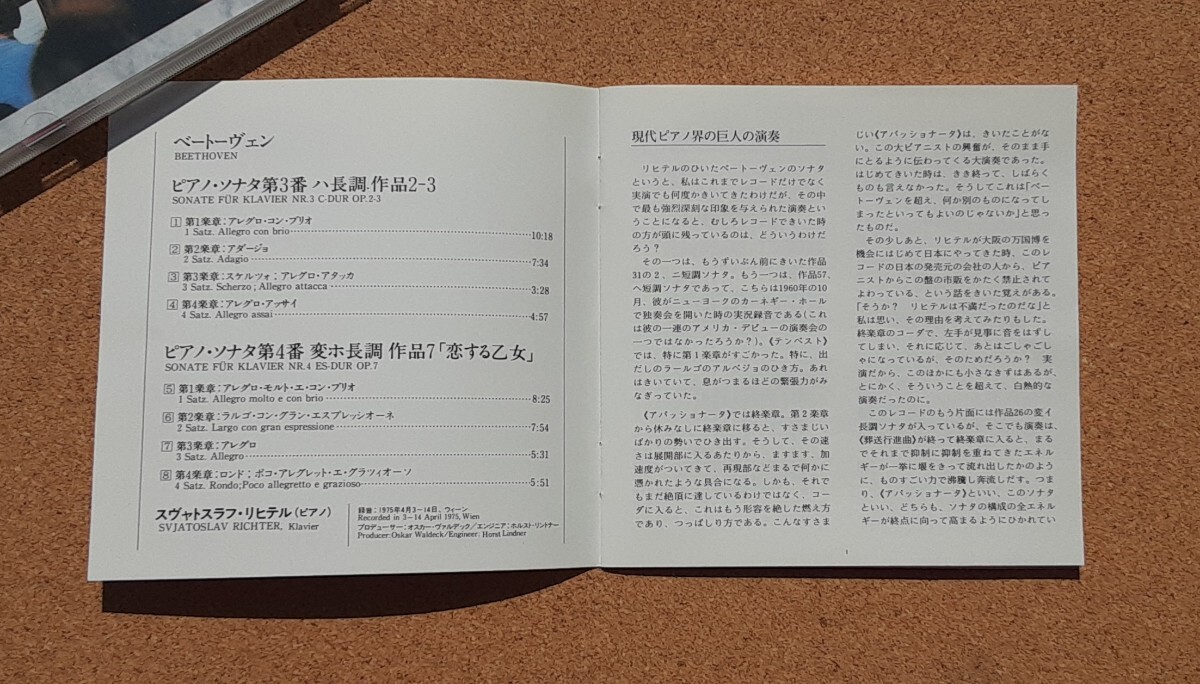 ベートーヴェン
BEETHOVEN
ピアノ・ソナタ第3番 ハ長調 作品2-3
SONATE FÜR KLAVIER NR.3 C-DUR OP.2-3
1 第1楽章：アレグロ・コン・ブリオ
1 Satz. Allegro con brio 10:18
2 第2楽章：アダージョ
2 Satz. Adagio 7:34
3 第3楽章：スケルツォ；アレグロ・アタッカ
3 Satz. Scherzo ; Allegro attacca 3:28
4 第4楽章：アレグロ・アッサイ
4 Satz. Allegro assai 4:57
ピアノ・ソナタ第4番 変ホ長調 作品7「恋する乙女」
SONATE FÜR KLAVIER NR.4 ES-DUR OP.7
5 第1楽章：アレグロ・モルト・エ・コン・ブリオ
1 Satz. Allegro molto e con brio 8:25
6 第2楽章：ラルゴ・コン・グラン・エスプレッシオーネ
2 Satz. Largo con gran espressione 7:54
7 第3楽章：アレグロ
3 Satz. Allegro 5:31
8 第4楽章：ロンド；ポコ・アレグレット・エ・グラツィオーソ
4 Satz. Rondo; Poco allegretto e grazioso 5:51
スヴャトスラフ・リヒテル（ピアノ）
SVJATOSLAV RICHTER, Klavier
録音：1975年4月3－14日、ウィーン
Recorded in 3－14 April 1975, Wien
プロデューサー：オスカー・ヴァルデック／エンジニア：ホルスト・リントナー
Producer: Oskar Waldeck/Engineer: Horst Lindner
現代ピアノ界の巨人の演奏
リヒテルのひいたベートーヴェンのソナタ
というと、私はこれまでレコードだけでなく
実演でも何度かきいてきたわけだが、その中
で最も強烈深刻な印象を与えられた演奏とい
うことになると、むしろレコードできいた時
の方が頭に残っているのは、どういうわけだ
ろう？
その一つは、もうずいぶん前にきいた作品
31の2、ニ短調ソナタ。もう一つは、作品57、
ヘ短調ソナタであって、こちらは1960年の10
月、彼がニューヨークのカーネギー・ホール
で独奏会を開いた時の実況録音である（これ
は彼の一連のアメリカ・デビューの演奏会の
一つではなかったろうか？）。《テンペスト》
では、特に第1楽章がすごかった。特に、出
だしのラールゴのアルペジョのひき方。あれ
はきいていて、息がつまるほどの緊張力がみ
なぎっていた。
《アパッショナータ》では終楽章。第2楽章
から休みなしに終楽章に移ると、すさまじい
ばかりの勢いでひき出す。そうして、その速
さは展開部に入るあたりから、ますます、加
速度がついてきて、再現部などまるで何かに
憑かれたような具合になる。しかも、それで
もまだ絶頂に達しているわけではなく、コー
ダに入ると、これはもう形容を絶した燃え方
であり、つっぱしり方である。こんなすさま
じい《アパッショナータ》は、きいたことがな
い。この大ピアニストの興奮が、そのまま手
にとるように伝わってくる大演奏であった。
はじめてきいた時は、きき終って、しばらく
ものも言えなかった。そうしてこれは「ベー
トーヴェンを超え、何か別のものになってし
まったといってもよいのじゃないか」と思っ
たものだ。
その少しあと、リヒテルが大阪の万国博を
機会にはじめて日本にやってきた時、このレ
コードの日本の発売元の会社の人から、ピア
ニストからこの盤の市販をかたく禁止されて
よわっている、という話をきいた覚えがある。
「そうか？ リヒテルは不満だったのだな」と
私は思い、その理由を考えてみたりもした。
終楽章のコーダで、左手が見事に音をはずし
てしまい、それに応じて、あとはごしゃごし
ゃになっているが、そのためだろうか？ 実
演だから、このほかにも小さなきずはあるが、
とにかく、そういうことを超えて、白熱的な
演奏だったのに。
このレコードのもう片面には作品26の変イ
長調ソナタが入っているが、そこでも演奏は、
《葬送行進曲》が終って終楽章に入ると、まる
でそれまで抑制に抑制を重ねてきたエネル
ギーが一挙に堰をきって流れ出したかのよう
に、ものすごい力で沸騰し奔流しだす。つま
り、《アパッショナータ》といい、このソナタ
といい、どちらも、ソナタの構成の全エネル
ギーが終点に向って高まるようにひかれてい
1